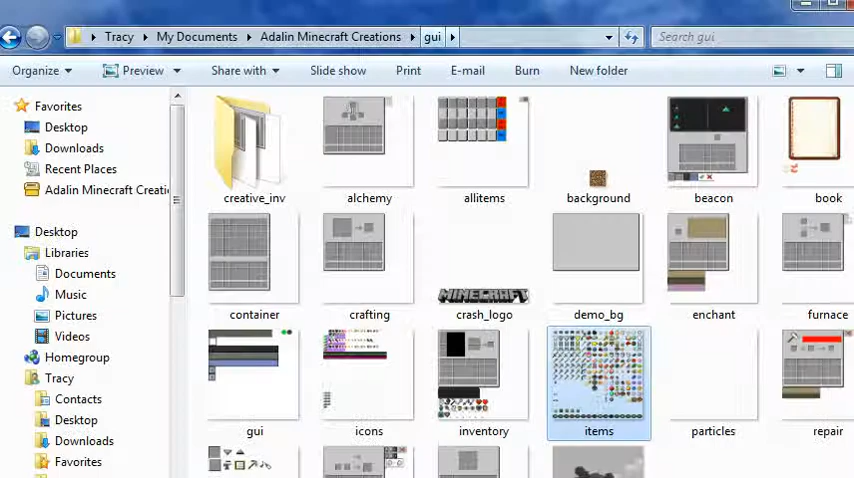 Tracy
My Documents
Adalin Minecraft Creations
gui
Search gui
Organize
Preview
Share with
Slide show
Print
E-mail
Burn
New folder
Favorites
Desktop
Downloads
Recent Places
Adalin Minecraft Creati
Desktop
Libraries
Documents
Music
Pictures
Videos
Homegroup
Tracy
Contacts
Desktop
Downloads
Favorites
creative_inv
alchemy
allitems
background
beacon
book
container
crafting
MINECRAFT
crash_logo
demo_bg
enchant
furnace
gui
icons
inventory
items
particles
repair